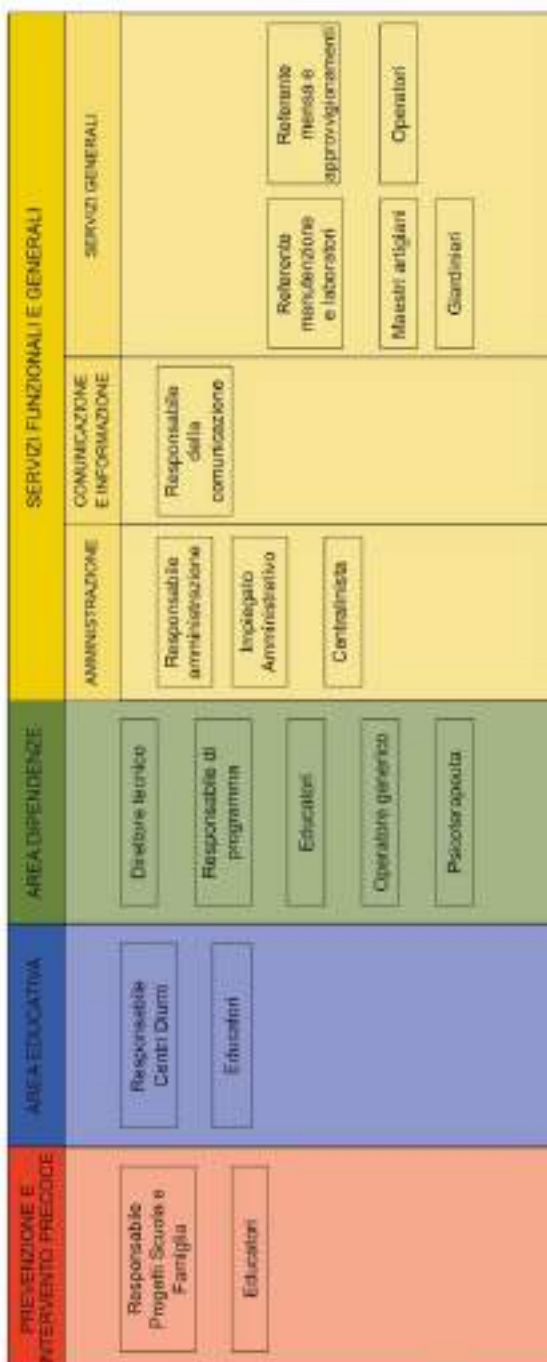 PREVENZIONE E
INTERVENTO PRECOCE
Responsabile
Progetti Scuola e
Famiglia
Educatori
AREA EDUCATIVA
Responsabile
Centri Diurni
Educatori
AREA DIPENDENZE
Direttore tecnico
Responsabile di
programma
Educatori
Operatore generico
Psicoterapeuta
SERVIZI FUNZIONALI E GENERALI
AMMINISTRAZIONE
Responsabile
amministrazione
Impiegato
Amministrativo
Centralinista
COMUNICAZIONE
E INFORMAZIONE
Responsabile
della
comunicazione
SERVIZI GENERALI
Referente
manutenzione
e laboratori
Maestri artigiani
Giardinieri
Referente
mensa e
approvvigionamenti
Operatori